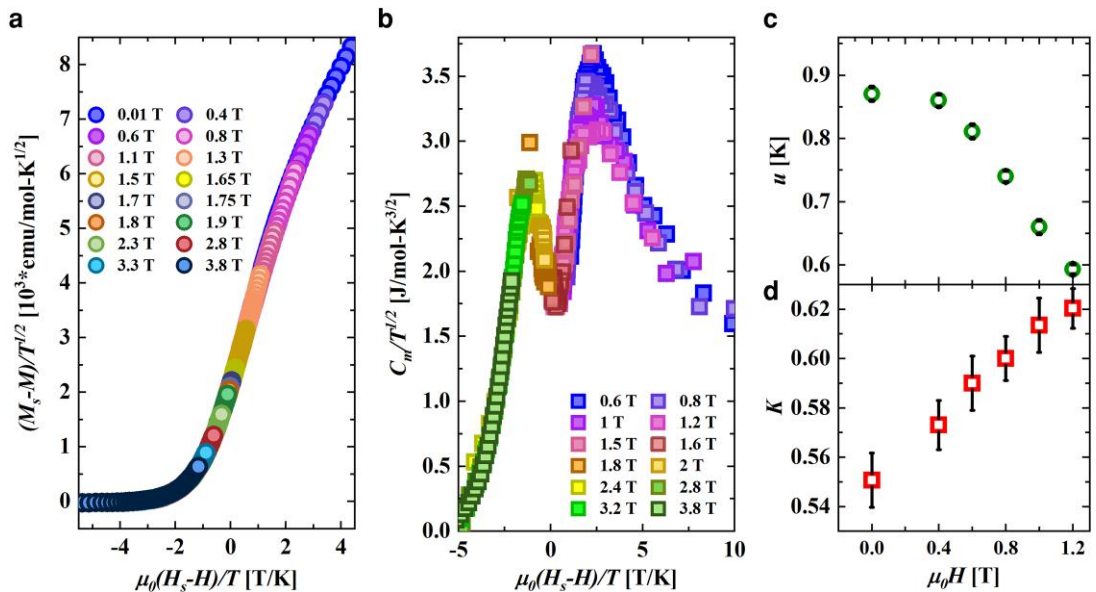 a
(M_s-M)/T^{1/2} [10^3*emu/mol-K^{1/2}]
8
7
6
5
4
3
2
1
0
0.01 T 0.4 T
0.6 T 0.8 T
1.1 T 1.3 T
1.5 T 1.65 T
1.7 T 1.75 T
1.8 T 1.9 T
2.3 T 2.8 T
3.3 T 3.8 T
-4 -2 0 2 4
μ_0(H_s-H)/T [T/K]
b
C_m/T^{1/2} [J/mol-K^{3/2}]
3.5
3.0
2.5
2.0
1.5
1.0
0.5
0.0
0.6 T 0.8 T
1 T 1.2 T
1.5 T 1.6 T
1.8 T 2 T
2.4 T 2.8 T
3.2 T 3.8 T
-5 0 5 10
μ_0(H_s-H)/T [T/K]
c
u [K]
0.9
0.8
0.7
0.6
d
K
0.62
0.60
0.58
0.56
0.54
0.0 0.4 0.8 1.2
μ_0H [T]